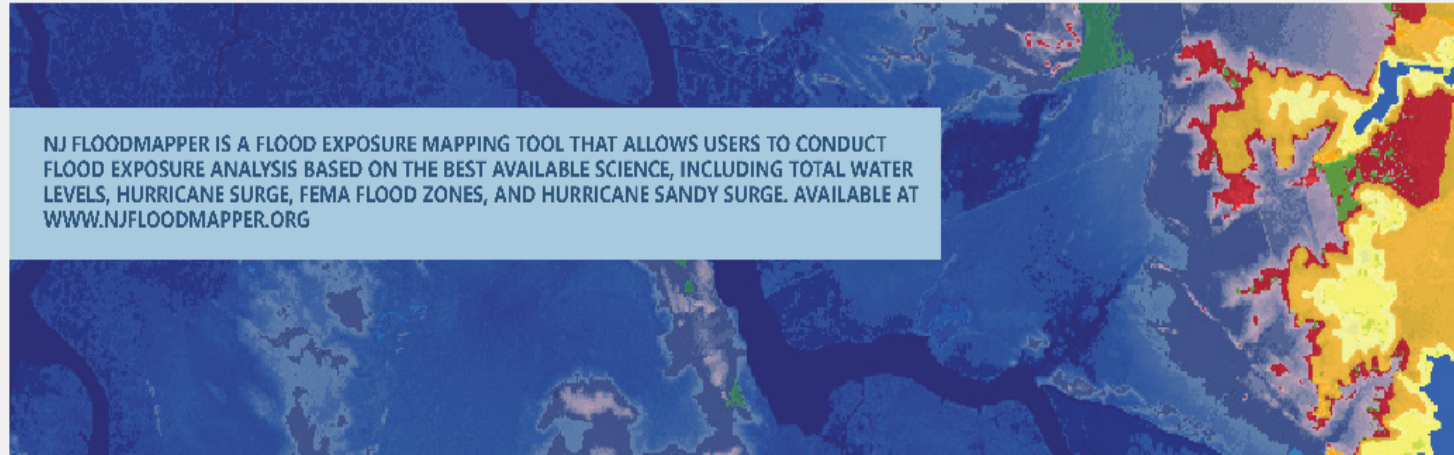 NJ FLOODMAPPER IS A FLOOD EXPOSURE MAPPING TOOL THAT ALLOWS USERS TO CONDUCT
FLOOD EXPOSURE ANALYSIS BASED ON THE BEST AVAILABLE SCIENCE, INCLUDING TOTAL WATER
LEVELS, HURRICANE SURGE, FEMA FLOOD ZONES, AND HURRICANE SANDY SURGE. AVAILABLE AT
WWW.NJFLOODMAPPER.ORG